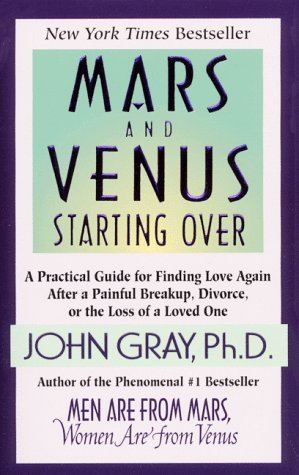 New York Times Bestseller
MARS
AND
VENUS
STARTING OVER
A Practical Guide for Finding Love Again
After a Painful Breakup, Divorce,
or the Loss of a Loved One
JOHN GRAY, Ph.D.
Author of the Phenomenal #1 Bestseller
MEN ARE FROM MARS,
Women Are from Venus